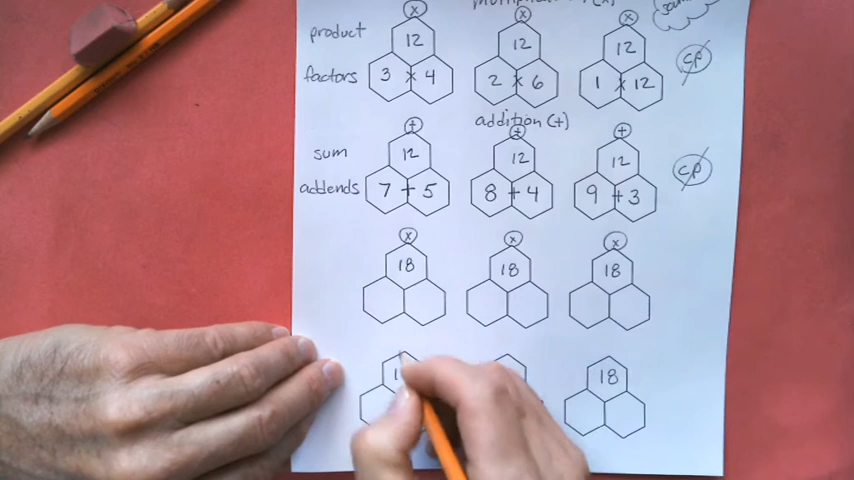 x x x
product 12 12 12
factors 3 x 4 2 x 6 1 x 12 cp
addition (+)
+ + +
sum 12 12 12
addends 7 + 5 8 + 4 9 + 3 cp
x x x
18 18 18
18